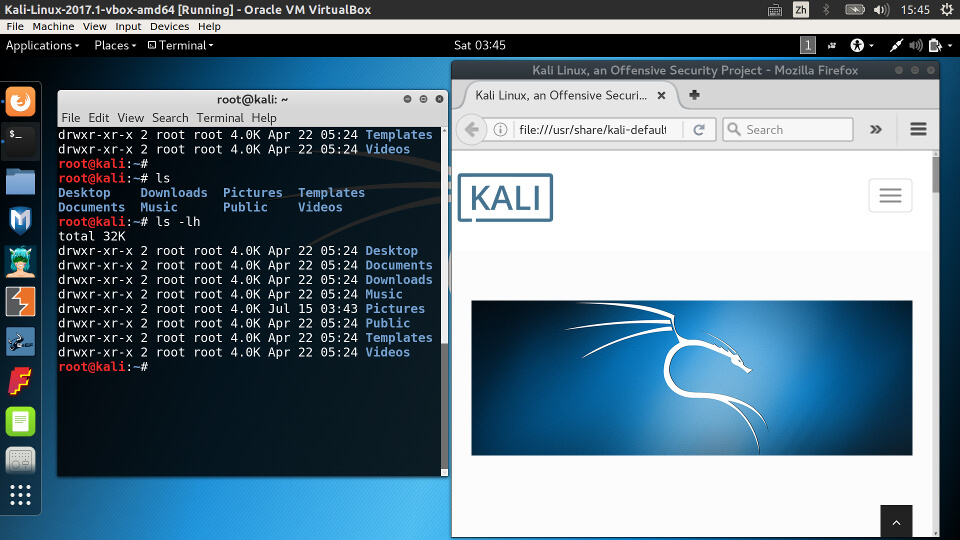 Kali-Linux-2017.1-vbox-amd64 [Running] - Oracle VM VirtualBox
Zh
15:45
File Machine View Input Devices Help
Applications Places Terminal
Sat 03:45
1
root@kali: ~
File Edit View Search Terminal Help
drwxr-xr-x 2 root root 4.0K Apr 22 05:24 Templates
drwxr-xr-x 2 root root 4.0K Apr 22 05:24 Videos
root@kali:~#
root@kali:~# ls
Desktop Downloads Pictures Templates
Documents Music Public Videos
root@kali:~# ls -lh
total 32K
drwxr-xr-x 2 root root 4.0K Apr 22 05:24 Desktop
drwxr-xr-x 2 root root 4.0K Apr 22 05:24 Documents
drwxr-xr-x 2 root root 4.0K Apr 22 05:24 Downloads
drwxr-xr-x 2 root root 4.0K Apr 22 05:24 Music
drwxr-xr-x 2 root root 4.0K Jul 15 03:43 Pictures
drwxr-xr-x 2 root root 4.0K Apr 22 05:24 Public
drwxr-xr-x 2 root root 4.0K Apr 22 05:24 Templates
drwxr-xr-x 2 root root 4.0K Apr 22 05:24 Videos
root@kali:~#
$_
Kali Linux, an Offensive Security Project - Mozilla Firefox
Kali Linux, an Offensive Securi...
file:///usr/share/kali-default
Search
KALI